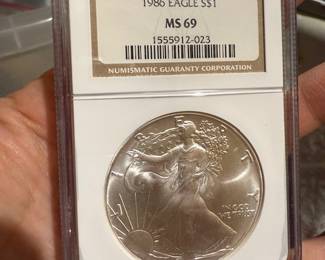 1986 EAGLE S$1
MS 69
1555912-023
NUMISMATIC GUARANTY CORPORATION
LIBERTY
IN GOD
WE TRUST